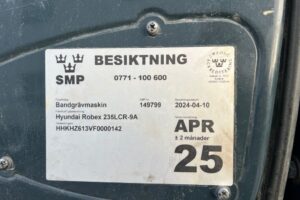 BESIKTNING
SMP
0771 - 100 600
Bandgrävmaskin
149799
2024-04-10
Hyundai Robex 235LCR-9A
HHKHZ613VF0000142
APR
± 2 månader
25